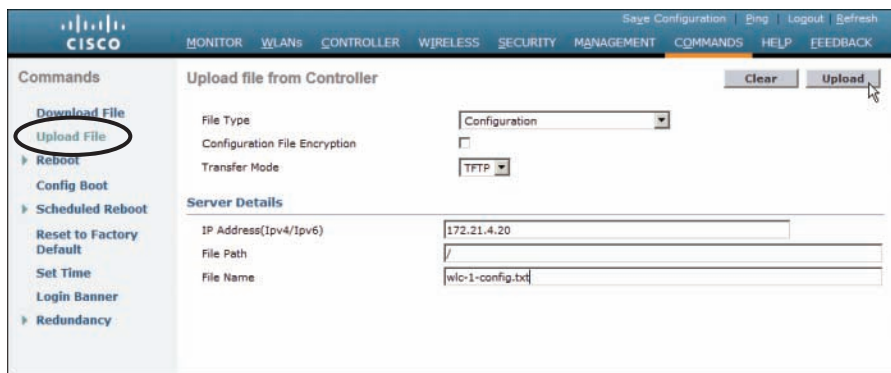 Save Configuration | Ping | Logout | Refresh
CISCO
MONITOR WLANs CONTROLLER WIRELESS SECURITY MANAGEMENT COMMANDS HELP FEEDBACK
Commands
Download File
Upload File
Reboot
Config Boot
Scheduled Reboot
Reset to Factory
Default
Set Time
Login Banner
Redundancy
Upload file from Controller
Clear
Upload
File Type Configuration
Configuration File Encryption
Transfer Mode TFTP
Server Details
IP Address(Ipv4/Ipv6) 172.21.4.20
File Path /
File Name wlc-1-config.txt